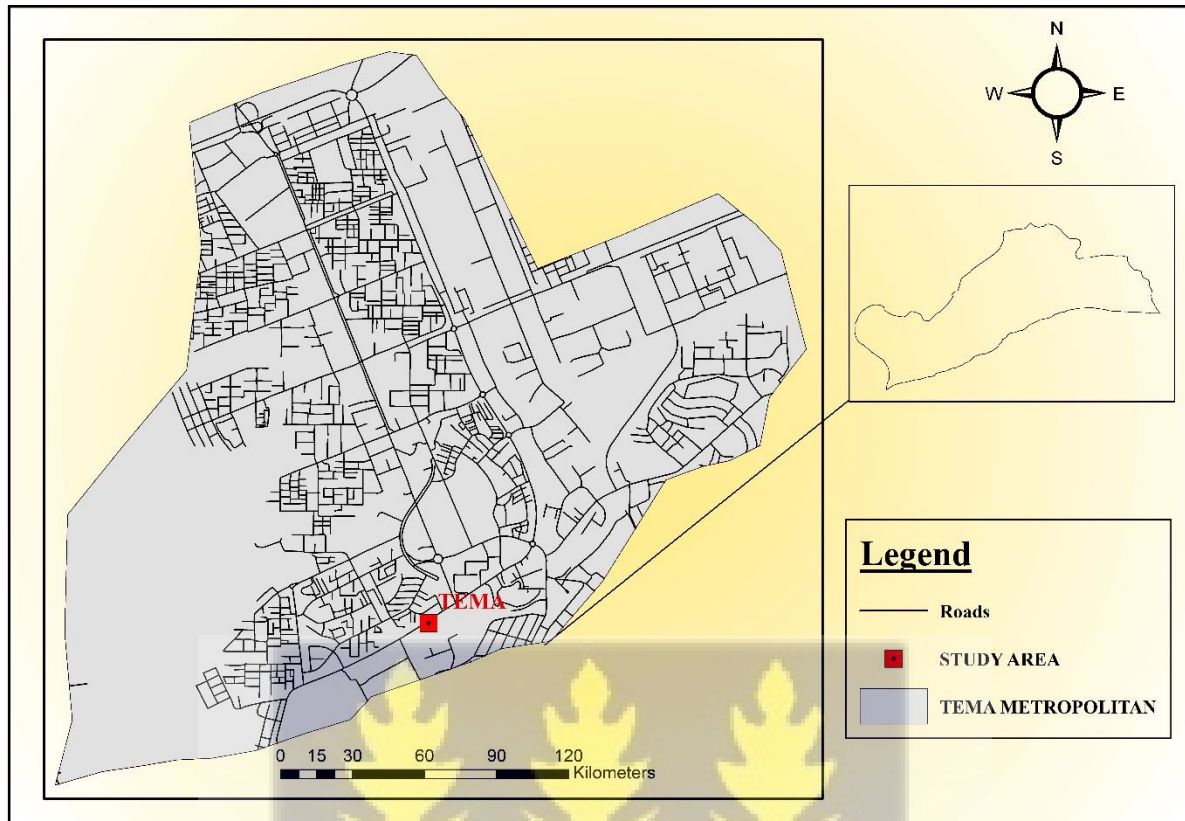 N
W E
S
TEMA
Legend
Roads
STUDY AREA
TEMA METROPOLITAN
0 15 30 60 90 120
Kilometers